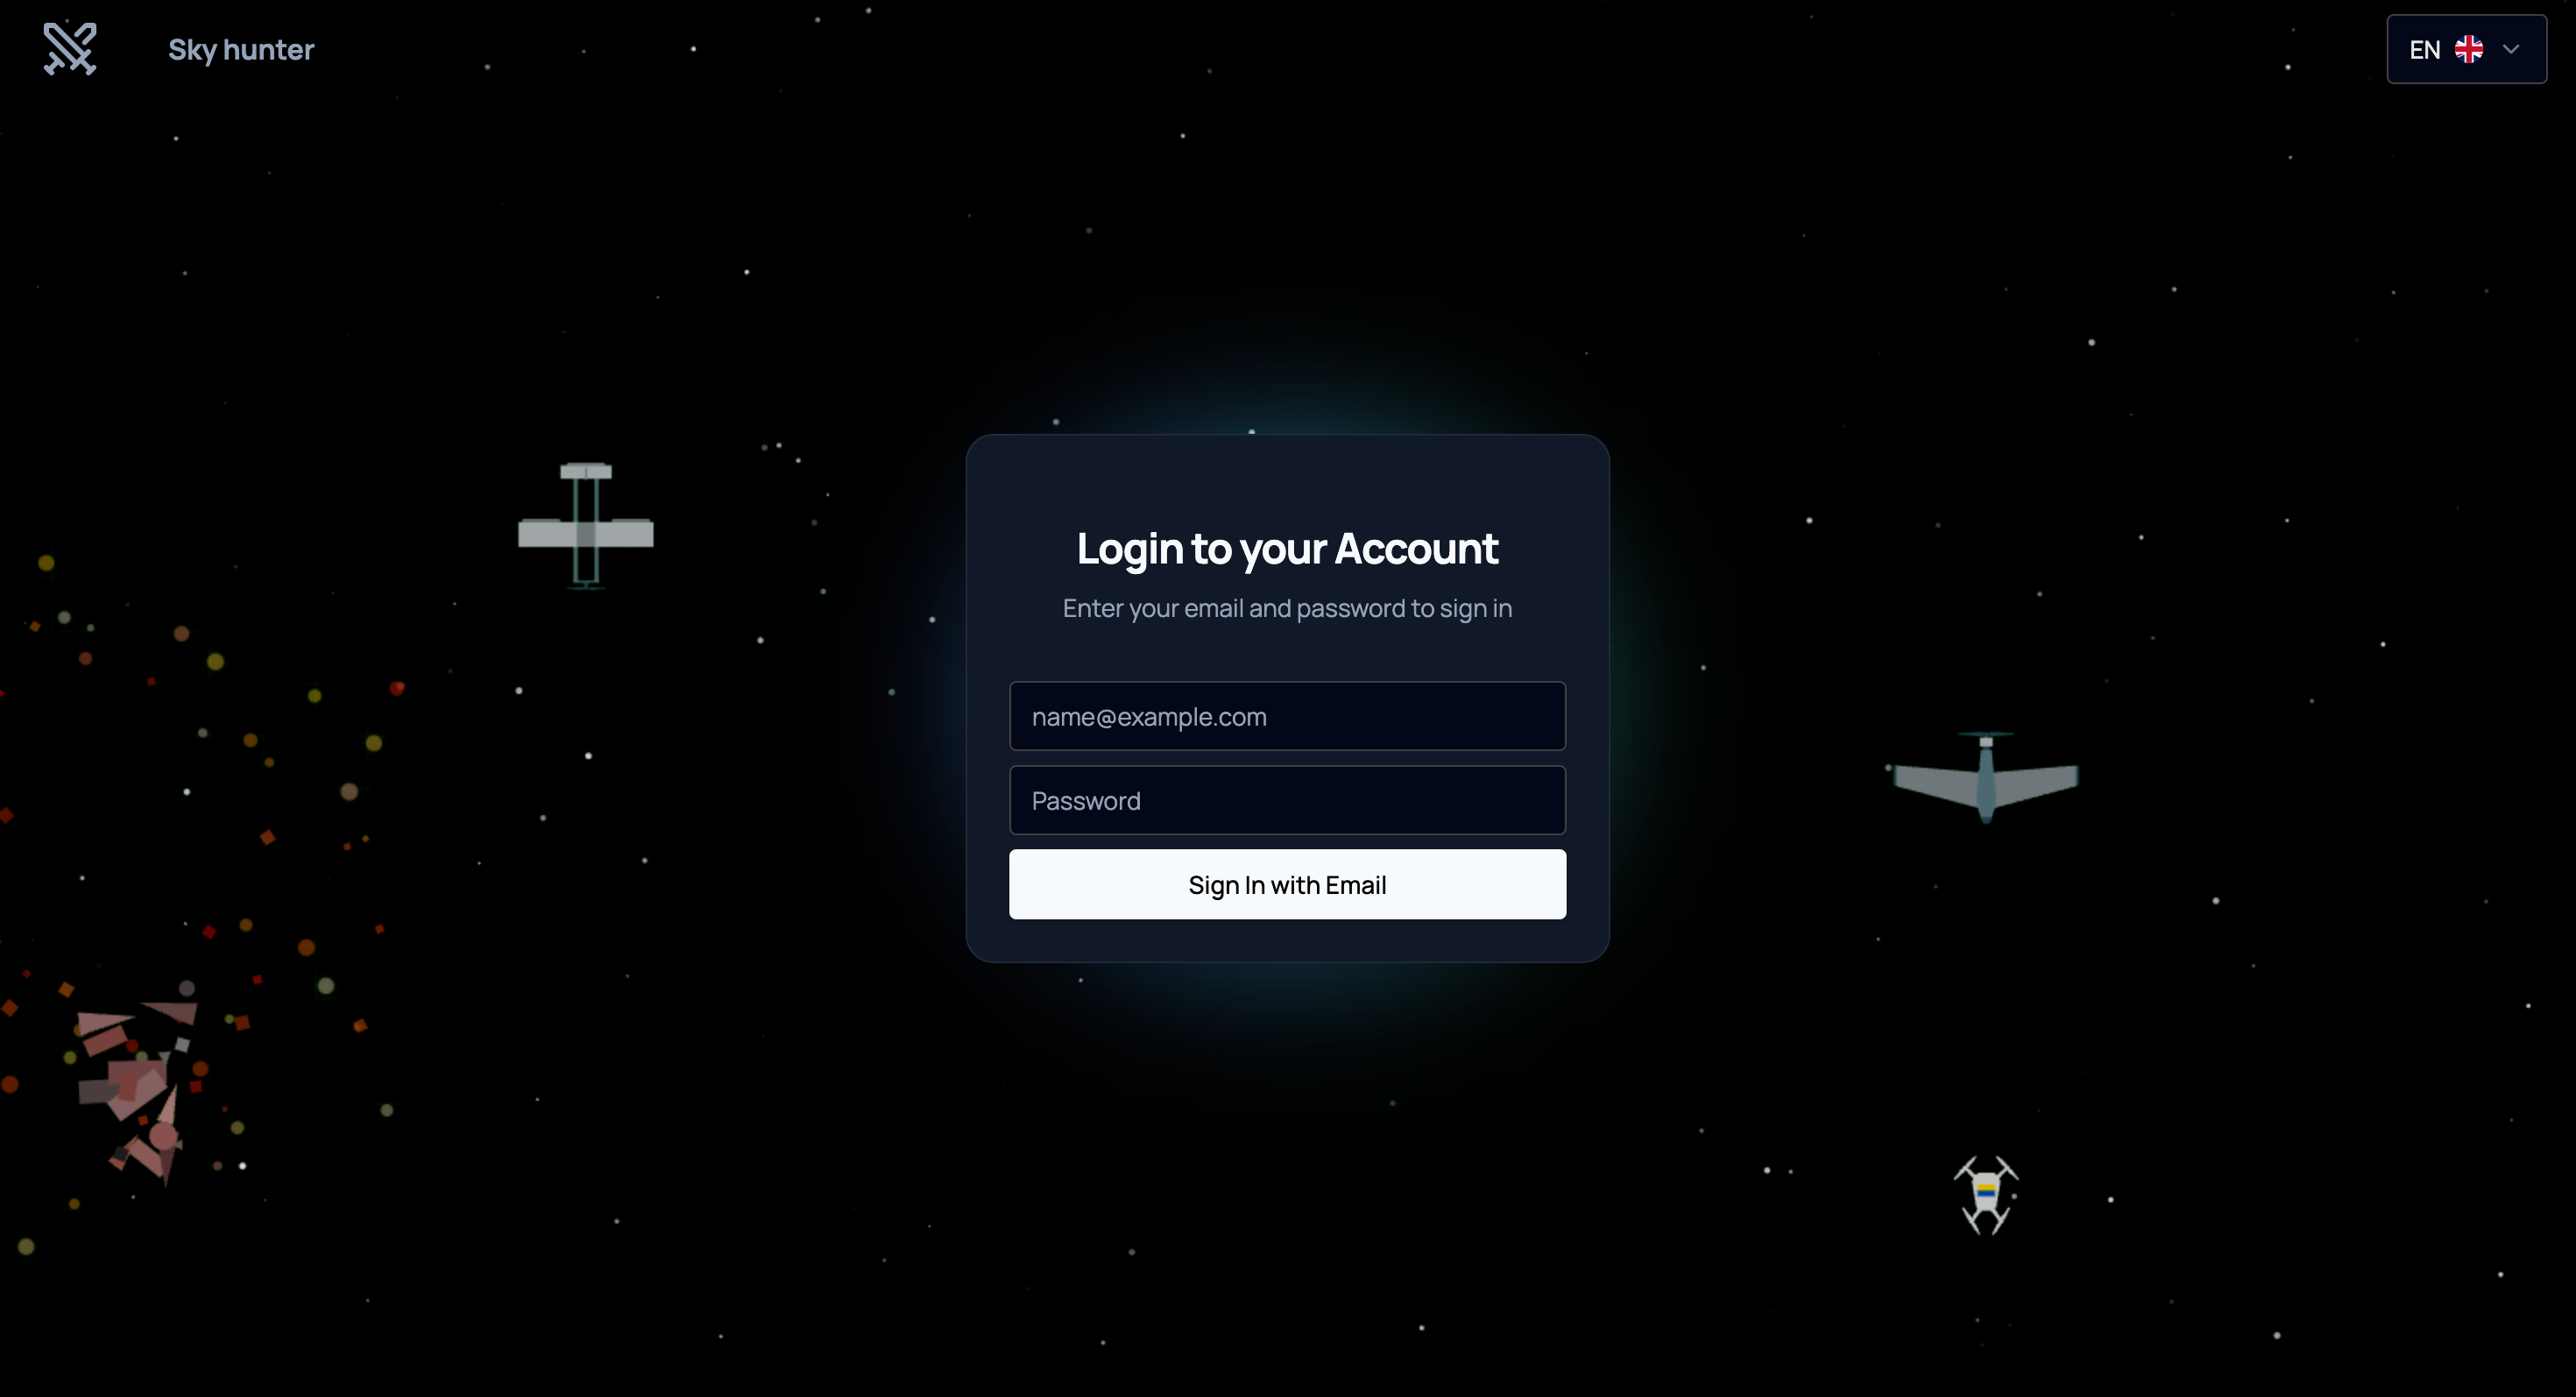 Sky hunter
EN
Login to your Account
Enter your email and password to sign in
name@example.com
Password
Sign In with Email